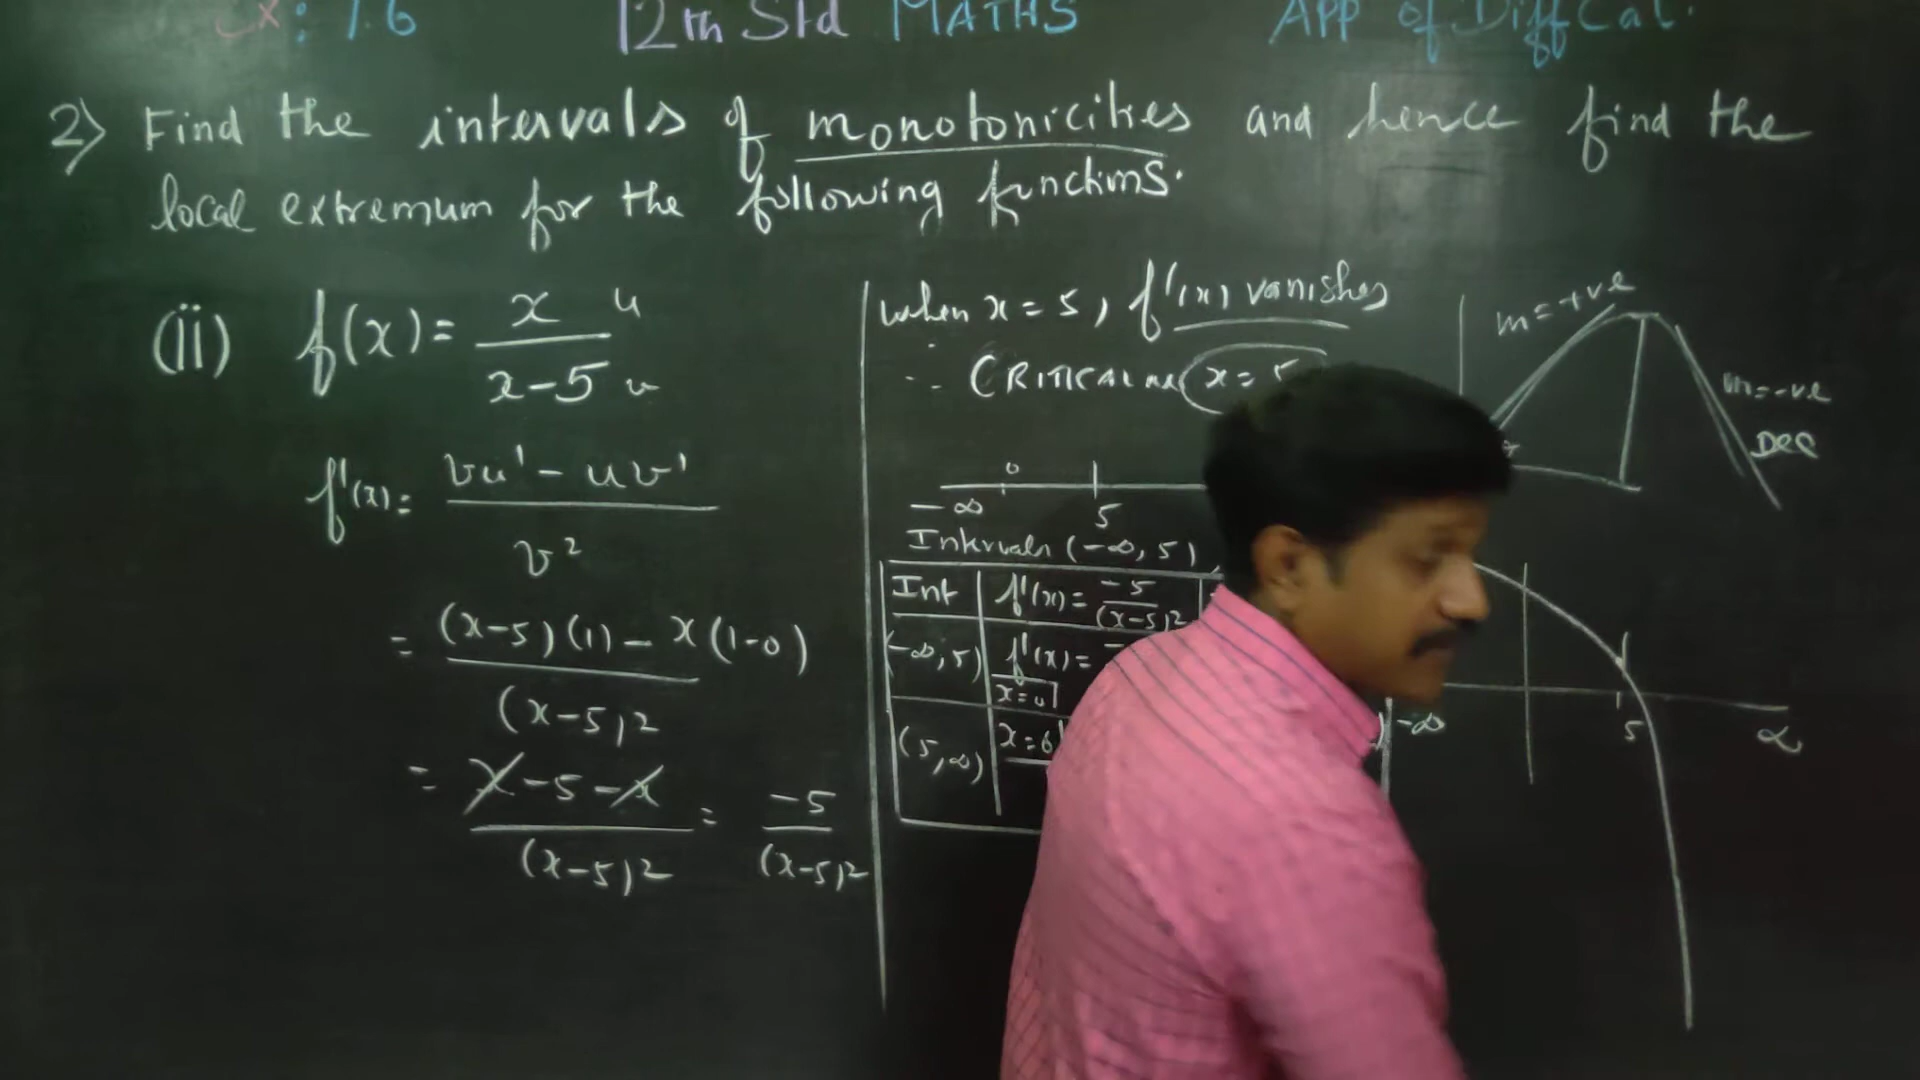 Ex: 7.6 12th Std MATHS APP of Diff Cal.
2) Find the intervals of monotonicities and hence find the
local extremum for the following functions.
(ii) f(x) = x u / x-5 v
f'(x) = vu' - uv' / v²
= (x-5)(1) - x(1-0) / (x-5)²
= x-5-x / (x-5)² = -5 / (x-5)²
when x = 5, f'(x) vanishes
∴ CRITICAL x = 5
0
-∞ 5
Intervals (-∞, 5)
Int f'(x) = -5 / (x-5)²
(-∞, 5) f'(x) = -
x=0
(5, ∞) x=6
m=+ve
m=-ve
Dec
-∞ 5 ∞